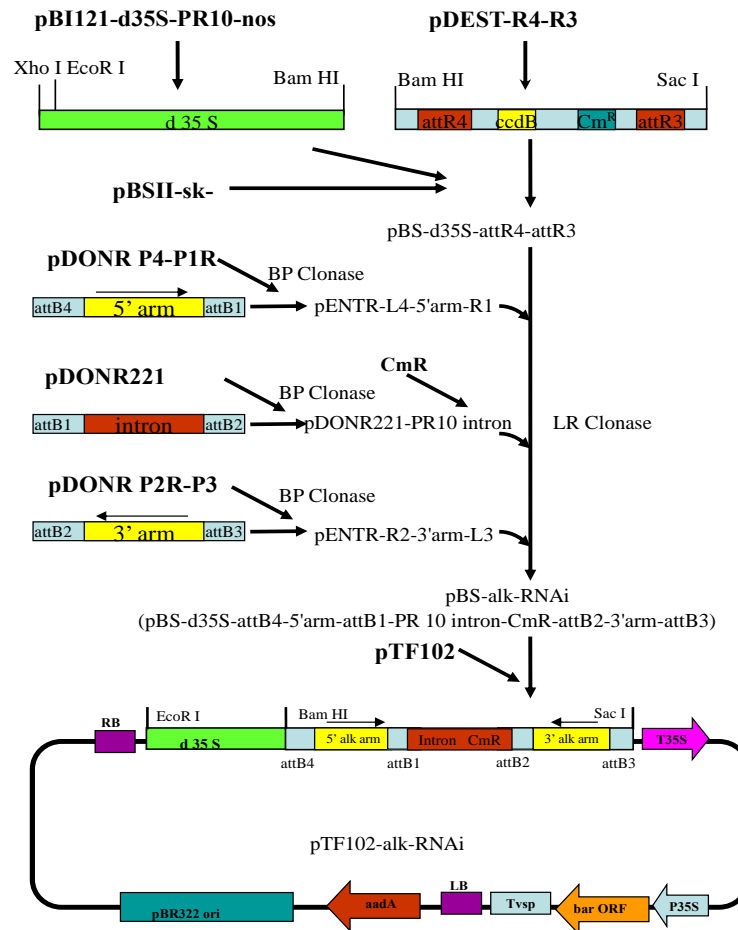 pBI121-d35S-PR10-nos
pDEST-R4-R3
Xho I EcoR I
Bam HI
Bam HI
Sac I
d 35 S
attR4
ccdB
CmR
attR3
pBSII-sk-
pBS-d35S-attR4-attR3
pDONR P4-P1R
BP Clonase
attB4
5' arm
attB1
pENTR-L4-5'arm-R1
CmR
pDONR221
BP Clonase
attB1
intron
attB2
pDONR221-PR10 intron
LR Clonase
pDONR P2R-P3
BP Clonase
attB2
3' arm
attB3
pENTR-R2-3'arm-L3
pBS-alk-RNAi
(pBS-d35S-attB4-5'arm-attB1-PR 10 intron-CmR-attB2-3'arm-attB3)
pTF102
RB
EcoR I
Bam HI
Sac I
d 35 S
5' alk arm
Intron CmR
3' alk arm
T35S
attB4
attB1
attB2
attB3
pTF102-alk-RNAi
pBR322 ori
aadA
LB
Tvsp
bar ORF
P35S